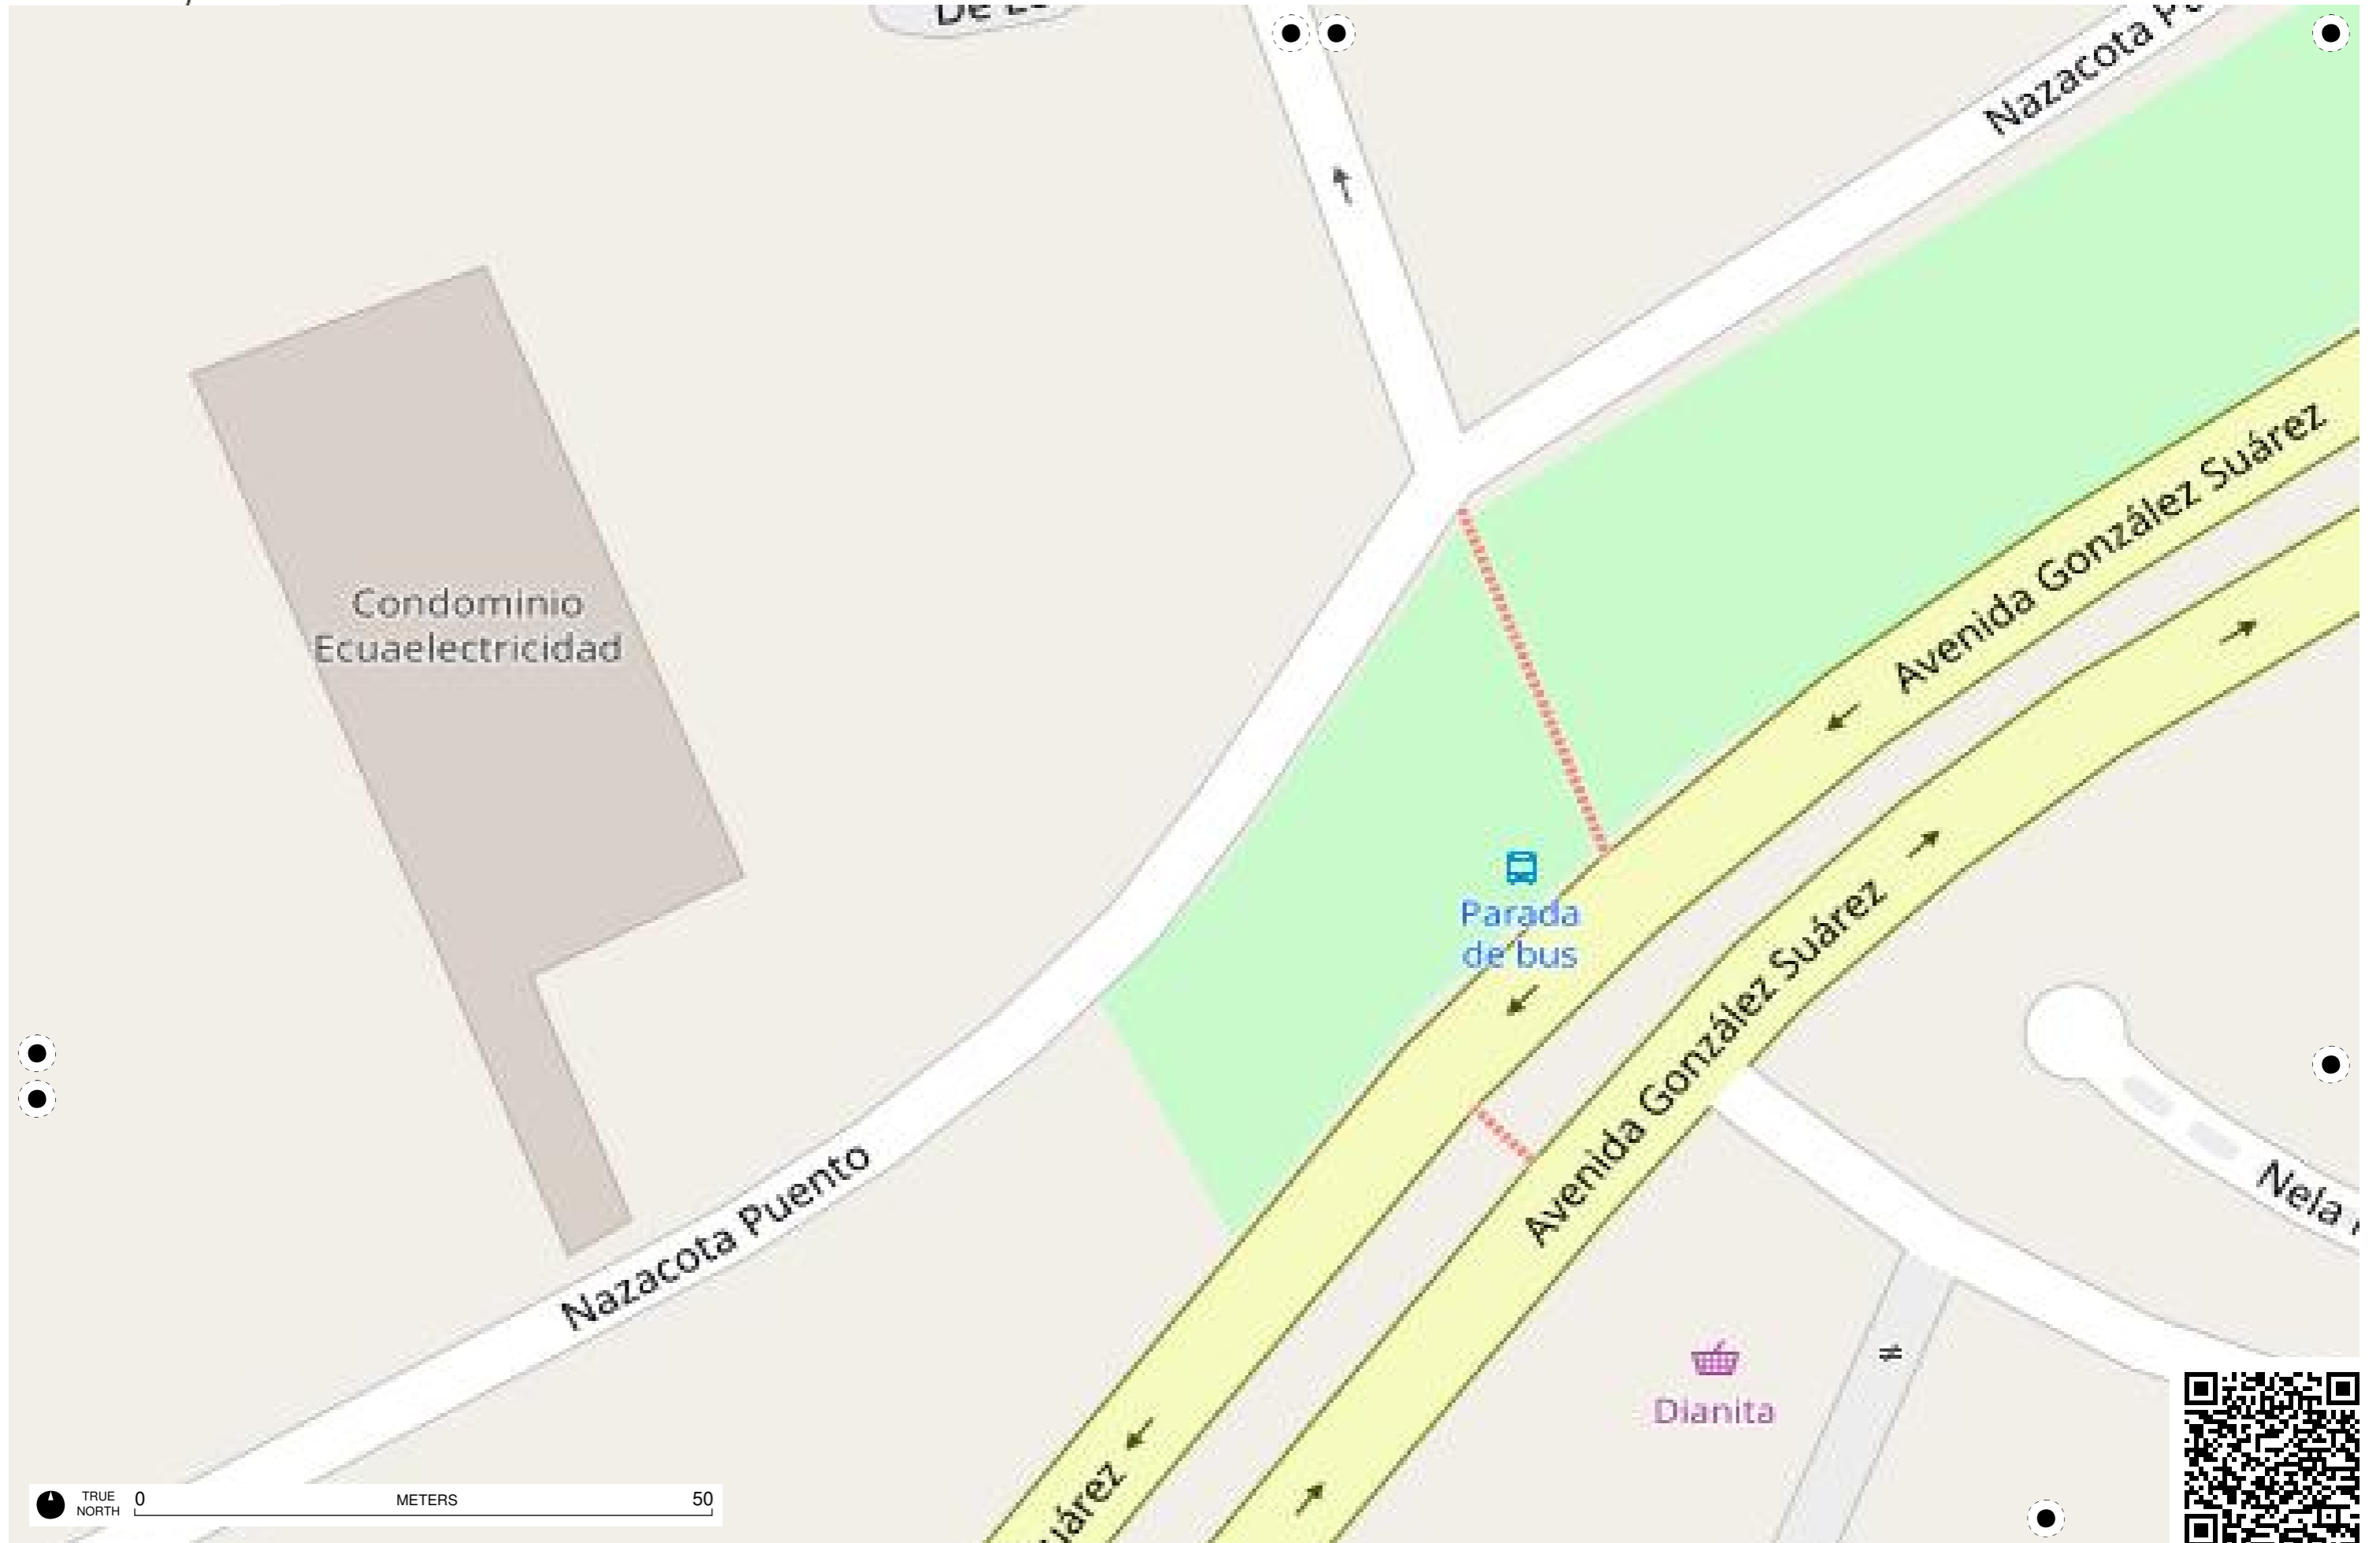 Nazacota
Avenida González Suárez
Condominio
Ecuaelectricidad
Parada
de bus
Avenida González Suárez
Nazacota Puento
Nela
Dianita
TRUE
NORTH
0
METERS
50